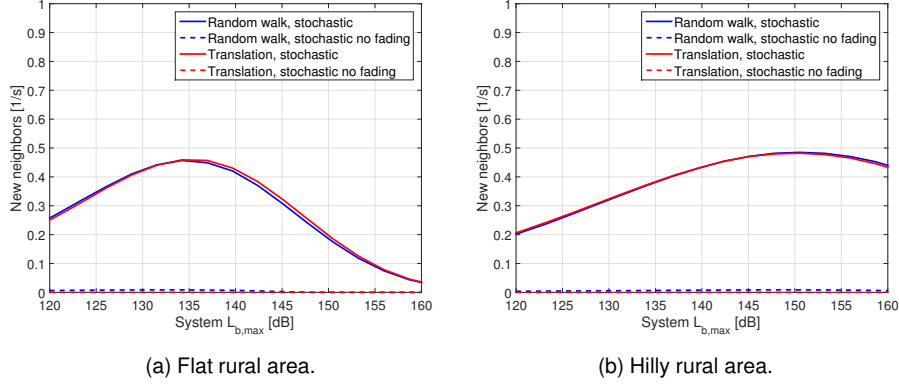 1
0.9
0.8
0.7
0.6
0.5
0.4
0.3
0.2
0.1
0
New neighbors [1/s]
Random walk, stochastic
Random walk, stochastic no fading
Translation, stochastic
Translation, stochastic no fading
120 125 130 135 140 145 150 155 160
System L_b,max [dB]
(a) Flat rural area.
1
0.9
0.8
0.7
0.6
0.5
0.4
0.3
0.2
0.1
0
New neighbors [1/s]
Random walk, stochastic
Random walk, stochastic no fading
Translation, stochastic
Translation, stochastic no fading
120 125 130 135 140 145 150 155 160
System L_b,max [dB]
(b) Hilly rural area.